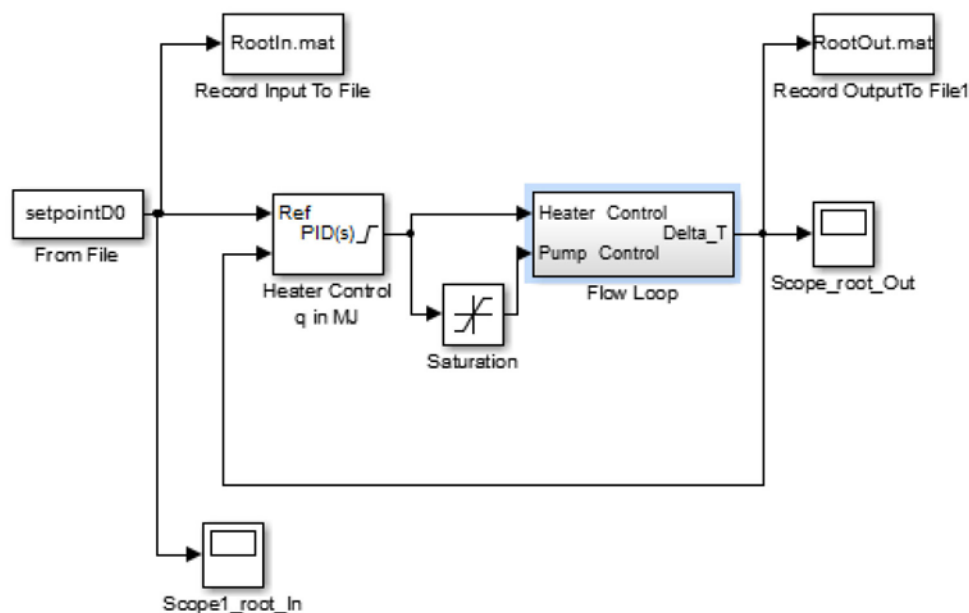 RootIn.mat
Record Input To File
RootOut.mat
Record OutputTo File1
setpointD0
From File
Ref
PID(s)
Heater Control
q in MJ
Saturation
Heater Control
Delta_T
Pump Control
Flow Loop
Scope_root_Out
Scope1_root_In